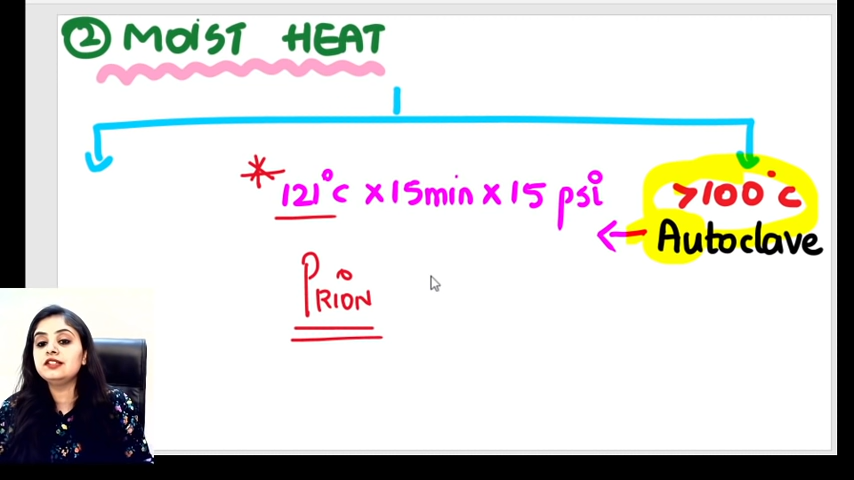 ② MOIST HEAT
* 121°C x 15min x 15 psi
>100°C
← Autoclave
PRION